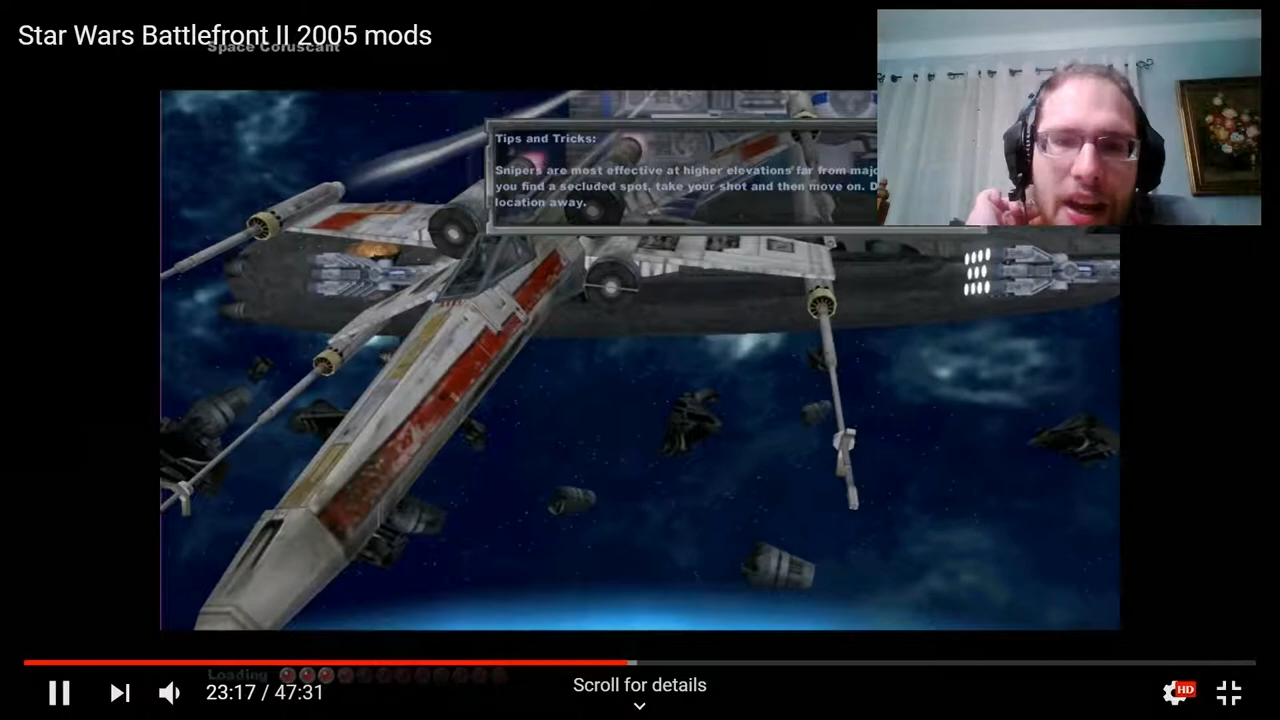 Star Wars Battlefront II 2005 mods
Space Coruscant
Tips and Tricks:
Snipers are most effective at higher elevations far from majo
you find a secluded spot, take your shot and then move on. D
location away.
Loading
23:17 / 47:31
Scroll for details
HD